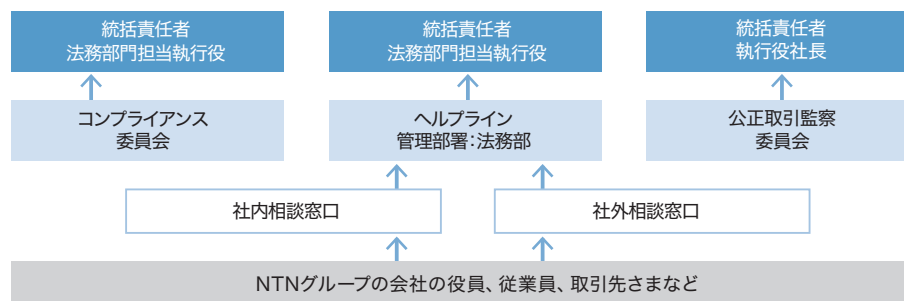 統括責任者
法務部門担当執行役
統括責任者
法務部門担当執行役
統括責任者
執行役社長
コンプライアンス
委員会
ヘルプライン
管理部署：法務部
公正取引監察
委員会
社内相談窓口
社外相談窓口
NTNグループの会社の役員、従業員、取引先さまなど